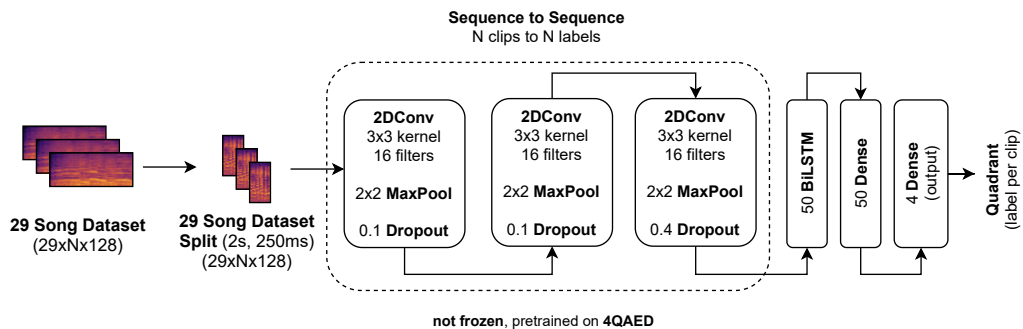 Sequence to Sequence
N clips to N labels
29 Song Dataset
(29xNx128)
29 Song Dataset
Split (2s, 250ms)
(29xNx128)
2DConv
3x3 kernel
16 filters
2x2 MaxPool
0.1 Dropout
2DConv
3x3 kernel
16 filters
2x2 MaxPool
0.1 Dropout
2DConv
3x3 kernel
16 filters
2x2 MaxPool
0.4 Dropout
50 BiLSTM
50 Dense
4 Dense
(output)
Quadrant
(label per clip)
not frozen, pretrained on 4QAED